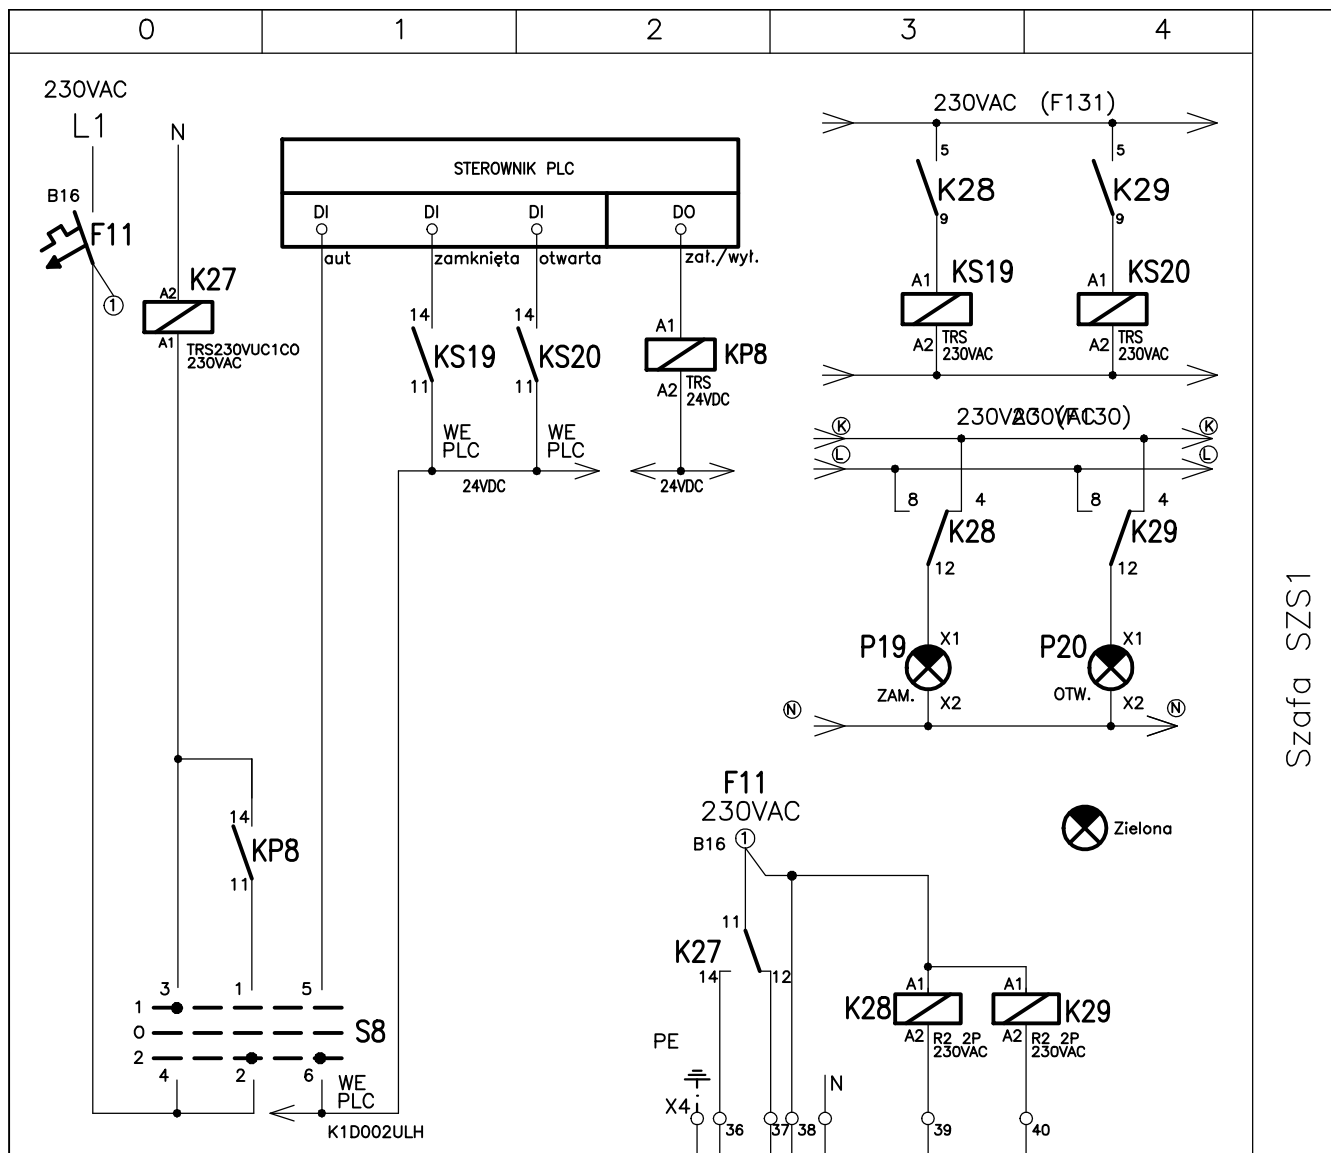 0 1 2 3 4
230VAC
L1
N
B16
F11
1
A2
K27
A1
TRS230VUC1CO
230VAC
STEROWNIK PLC
DI DI DI DO
aut zamknięta otwarta zał./wył.
14 14
KS19 KS20
11 11
A1
KP8
A2
TRS
24VDC
WE
PLC
WE
PLC
24VDC 24VDC
230VAC (F131)
5 5
K28 K29
9 9
KS19 KS20
A1 A1
A2 TRS
230VAC
A2 TRS
230VAC
230VAC (F130)
230VAC
K K
L L
8 4 8 4
K28 K29
12 12
P19 X1 P20 X1
ZAM. OTW.
X2 X2
N N
Zielona
14
KP8
11
3 1 5
1
0 S8
2
4 2 6
WE
PLC
K1D002ULH
F11
230VAC
B16 1
11
K27
14 12
PE
N
X4
36 37 38 39 40
A1 A1
K28 K29
A2 R2 2P
230VAC
A2 R2 2P
230VAC
Szafa SZS1